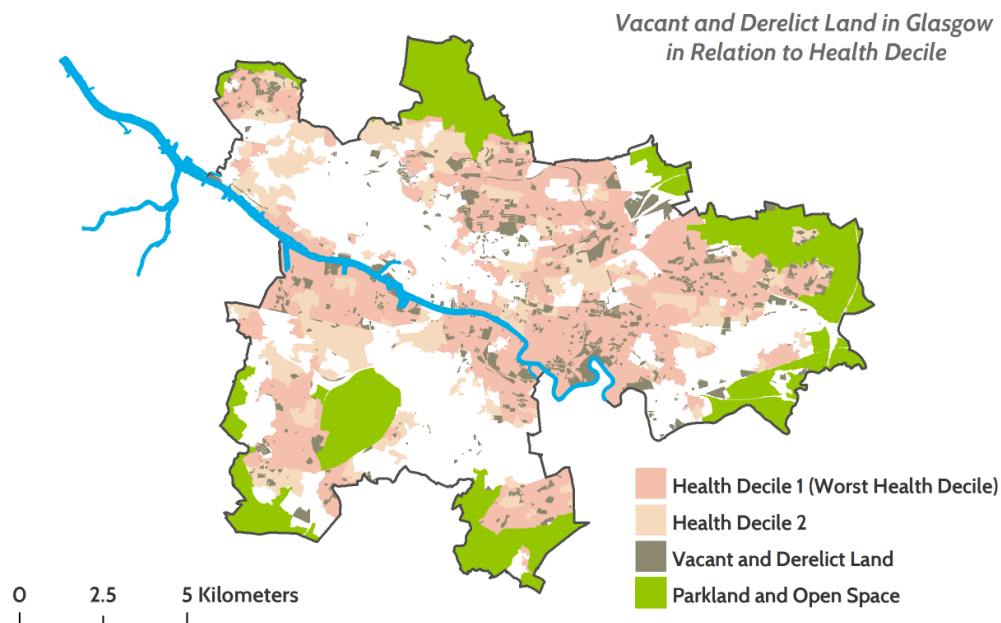 Vacant and Derelict Land in Glasgow
in Relation to Health Decile
Health Decile 1 (Worst Health Decile)
Health Decile 2
Vacant and Derelict Land
Parkland and Open Space
0 2.5 5 Kilometers